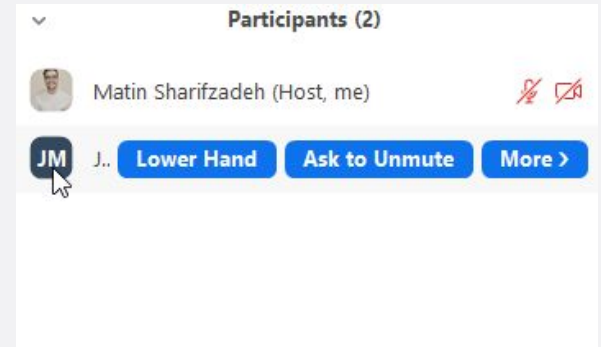 Participants (2)
Matin Sharifzadeh (Host, me)
JM J.. Lower Hand Ask to Unmute More >